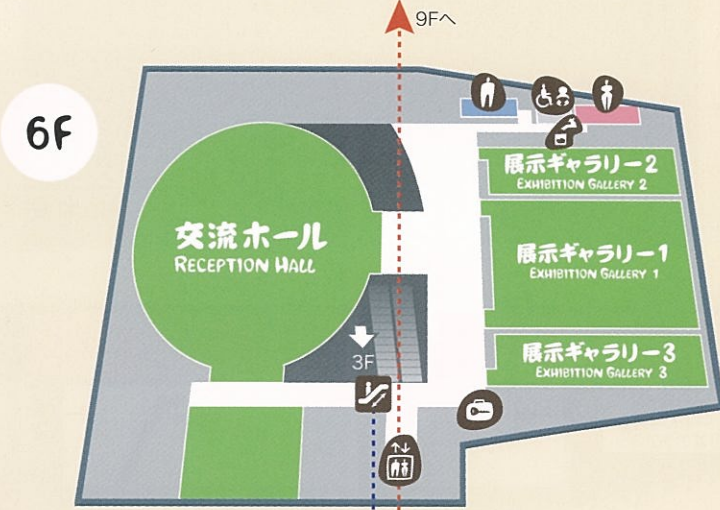 9Fへ
6F
展示ギャラリー2
EXHIBITION GALLERY 2
交流ホール
RECEPTION HALL
展示ギャラリー1
EXHIBITION GALLERY 1
3F
展示ギャラリー3
EXHIBITION GALLERY 3